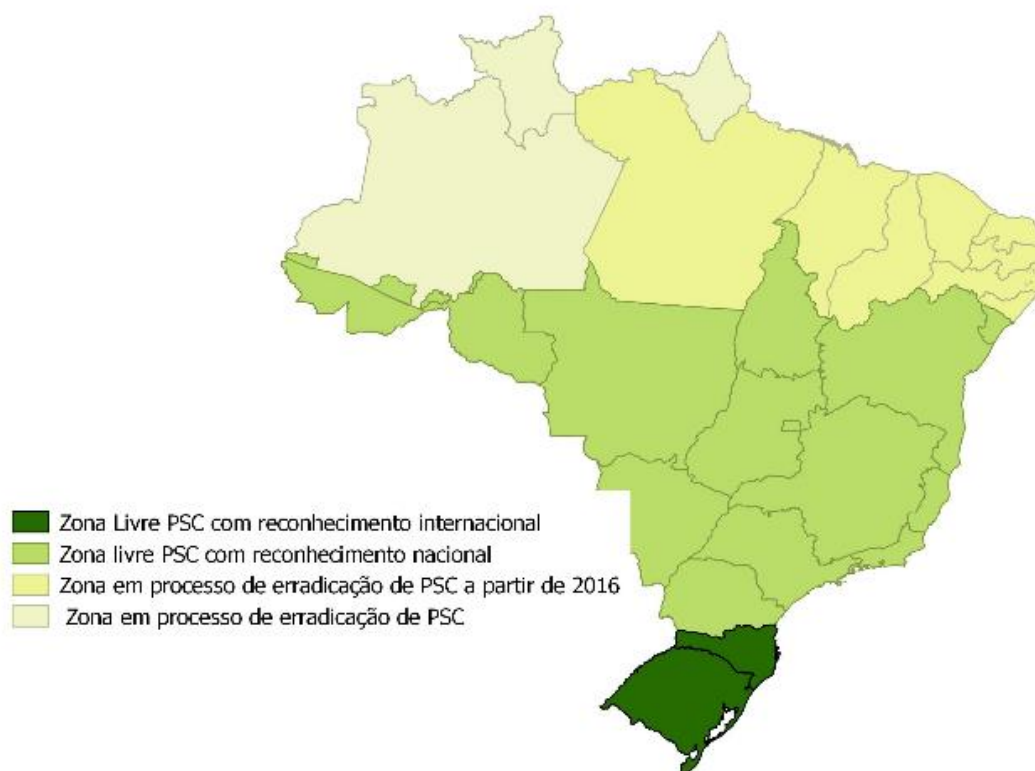 Zona Livre PSC com reconhecimento internacional
Zona livre PSC com reconhecimento nacional
Zona em processo de erradicação de PSC a partir de 2016
Zona em processo de erradicação de PSC